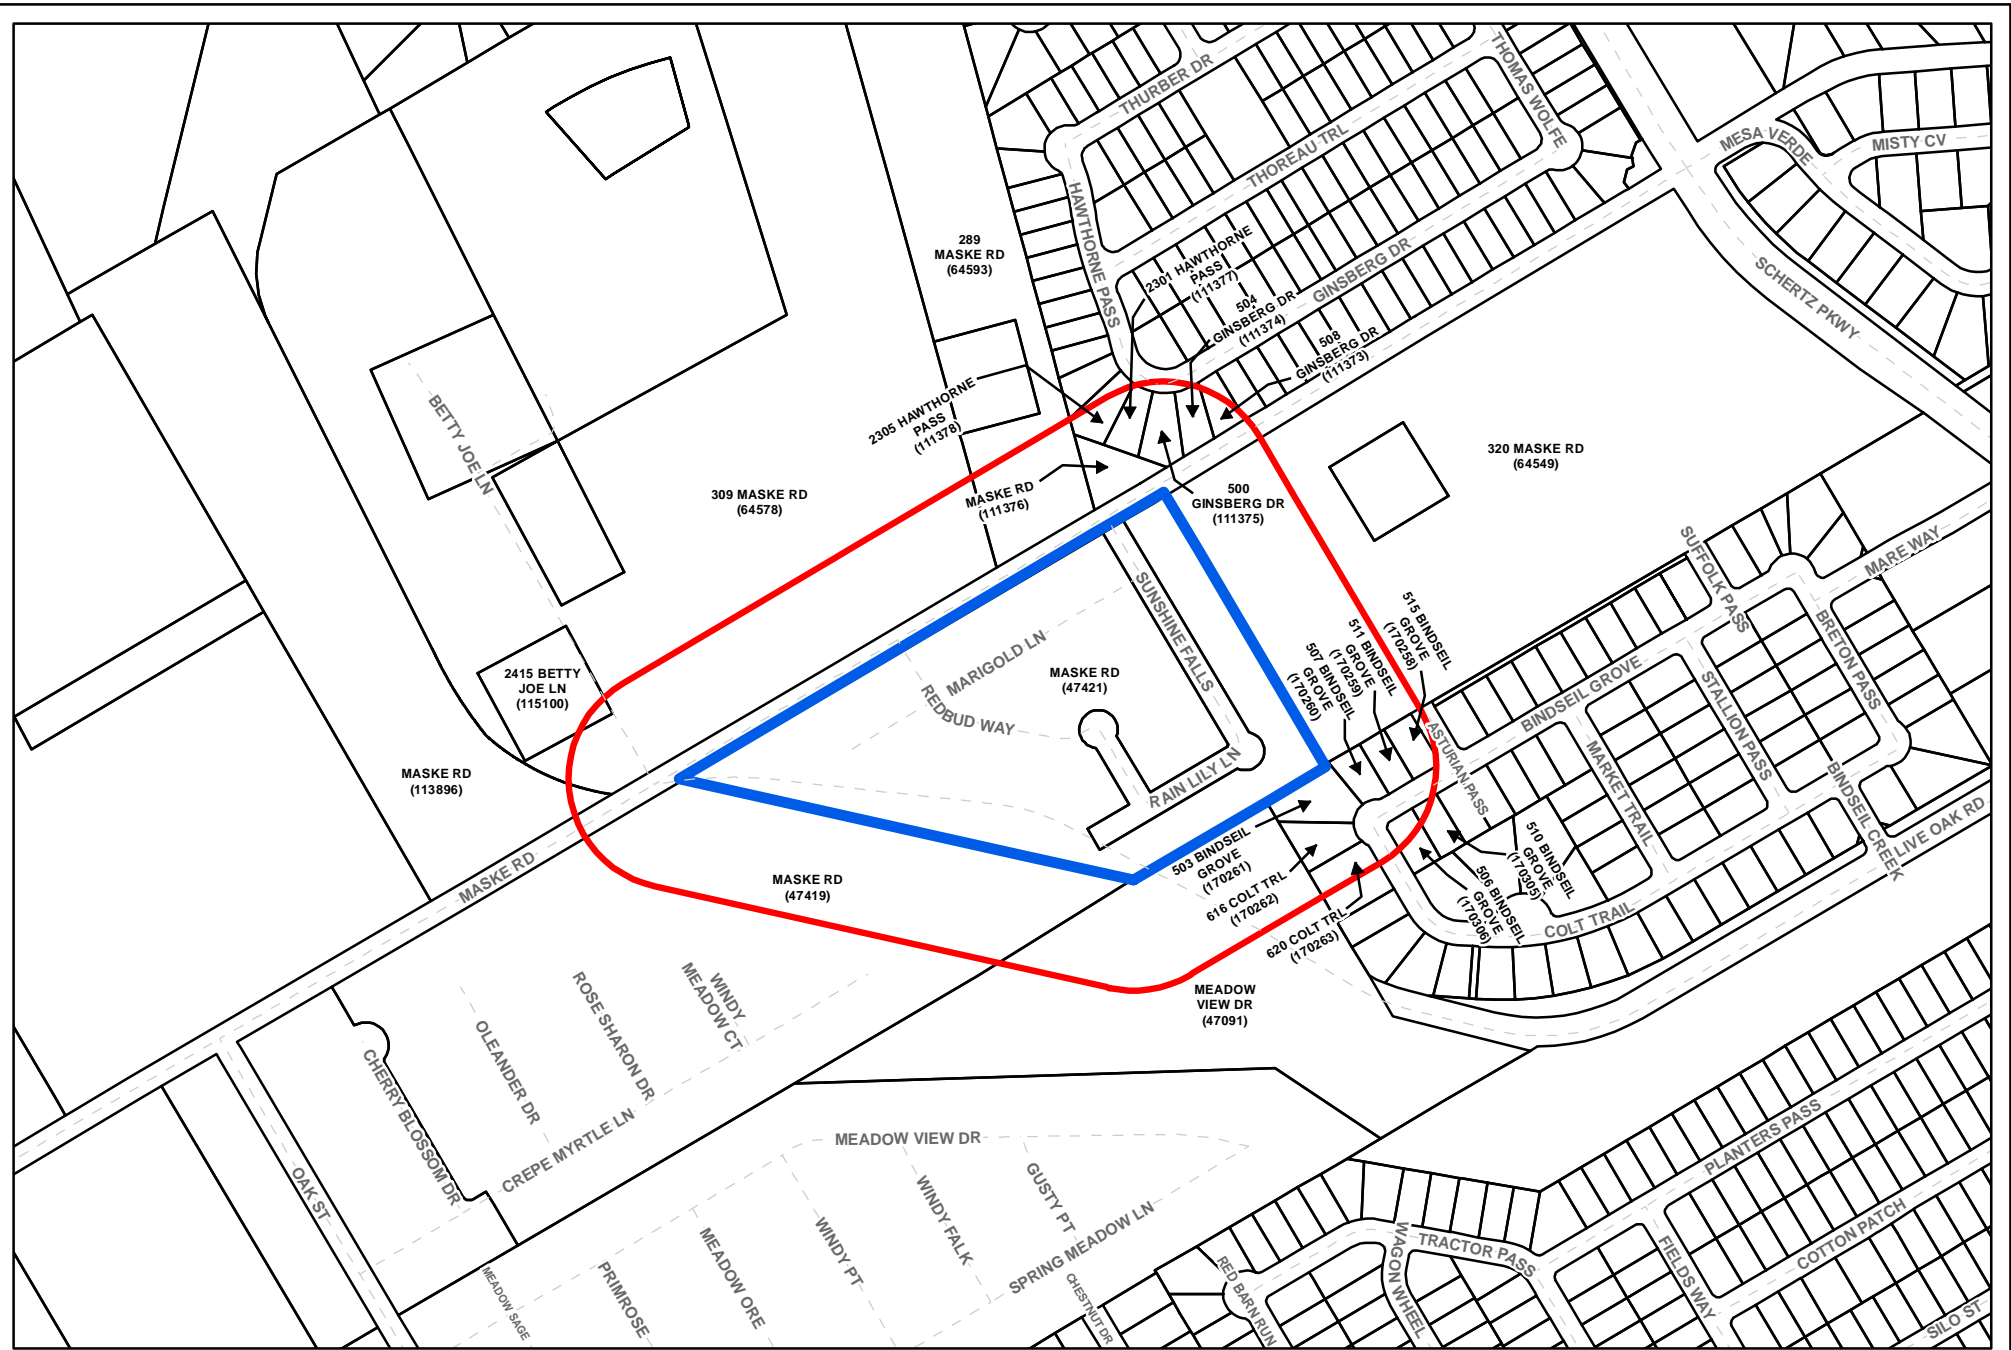 THURBER DR
THOMAS WOLFE
MESA VERDE
MISTY CV
THOREAU TRL
HAWTHORNE PASS
289
MASKE RD
(64593)
2301 HAWTHORNE
PASS
(111377)
GINSBERG DR
SCHERTZ PKWY
504
GINSBERG DR
(111374)
508
GINSBERG DR
(111373)
2305 HAWTHORNE
PASS
(111378)
BETTY JOE LN
320 MASKE RD
(64549)
309 MASKE RD
(64578)
MASKE RD
(111376)
500
GINSBERG DR
(111375)
SUFFOLK PASS
MARE WAY
SUNSHINE FALLS
515 BINDSEIL
GROVE
(170258)
511 BINDSEIL
GROVE
(170259)
507 BINDSEIL
GROVE
(170260)
BRETON PASS
MARIGOLD LN
MASKE RD
(47421)
2415 BETTY
JOE LN
(115100)
REDBUD WAY
BINDSEIL GROVE
STALLION PASS
ASTURIAN PASS
MARKET TRAIL
RAIN LILY LN
BINDSEIL CREEK
LIVE OAK RD
MASKE RD
(113896)
MASKE RD
MASKE RD
(47419)
503 BINDSEIL
GROVE
(170261)
616 COLT TRL
(170262)
620 COLT TRL
(170263)
510 BINDSEIL
GROVE
(170305)
506 BINDSEIL
GROVE
(170306)
COLT TRAIL
MEADOW
VIEW DR
(47091)
WINDY
MEADOW CT
ROSE SHARON DR
OLEANDER DR
CHERRY BLOSSOM DR
CREPE MYRTLE LN
OAK ST
MEADOW VIEW DR
GUSTY PT
WINDY FALK
WINDY PT
MEADOW ORE
PRIMROSE
MEADOW SAGE
SPRING MEADOW LN
CHESTNUT DR
RED BARN RUN
WAGON WHEEL
TRACTOR PASS
PLANTERS PASS
FIELDS WAY
COTTON PATCH
SILO ST